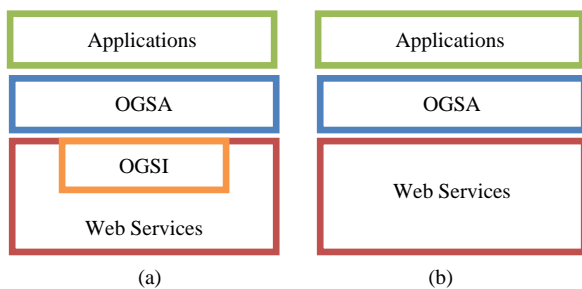 Applications
OGSA
OGSI
Web Services
(a)
Applications
OGSA
Web Services
(b)